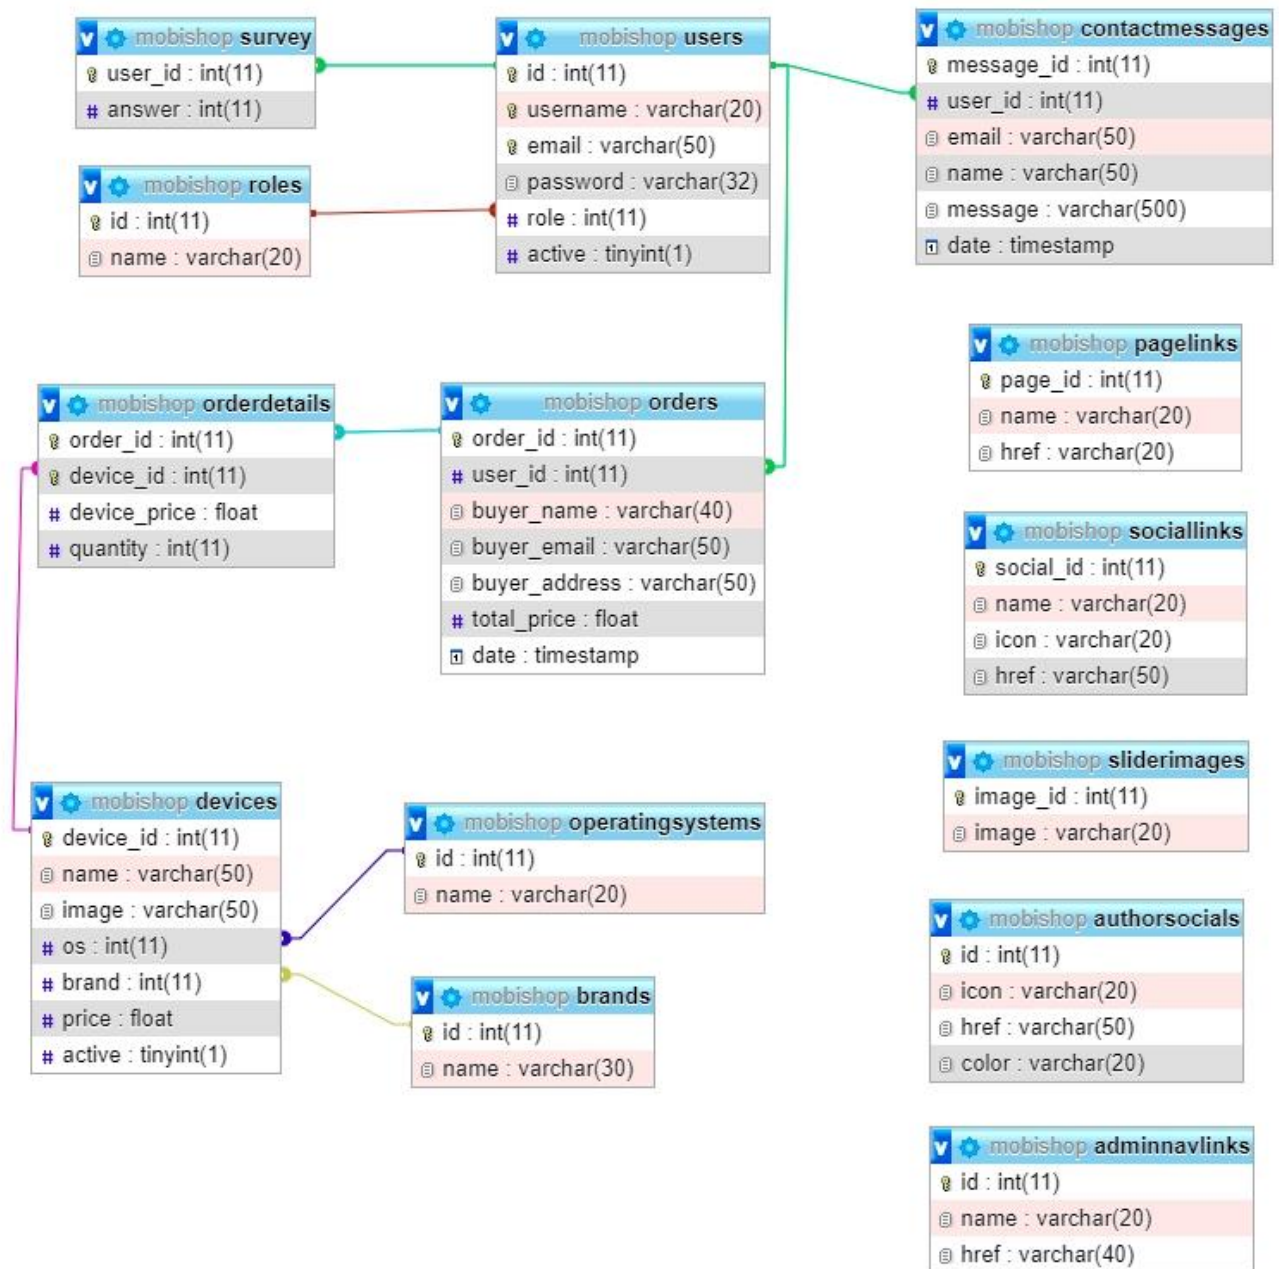 mobishop survey
user_id : int(11)
answer : int(11)
mobishop users
id : int(11)
username : varchar(20)
email : varchar(50)
password : varchar(32)
role : int(11)
active : tinyint(1)
mobishop contactmessages
message_id : int(11)
user_id : int(11)
email : varchar(50)
name : varchar(50)
message : varchar(500)
date : timestamp
mobishop roles
id : int(11)
name : varchar(20)
mobishop pagelinks
page_id : int(11)
name : varchar(20)
href : varchar(20)
mobishop orderdetails
order_id : int(11)
device_id : int(11)
device_price : float
quantity : int(11)
mobishop orders
order_id : int(11)
user_id : int(11)
buyer_name : varchar(40)
buyer_email : varchar(50)
buyer_address : varchar(50)
total_price : float
date : timestamp
mobishop sociallinks
social_id : int(11)
name : varchar(20)
icon : varchar(20)
href : varchar(50)
mobishop sliderimages
image_id : int(11)
image : varchar(20)
mobishop devices
device_id : int(11)
name : varchar(50)
image : varchar(50)
os : int(11)
brand : int(11)
price : float
active : tinyint(1)
mobishop operatingsystems
id : int(11)
name : varchar(20)
mobishop brands
id : int(11)
name : varchar(30)
mobishop authorsocials
id : int(11)
icon : varchar(20)
href : varchar(50)
color : varchar(20)
mobishop adminnavlinks
id : int(11)
name : varchar(20)
href : varchar(40)